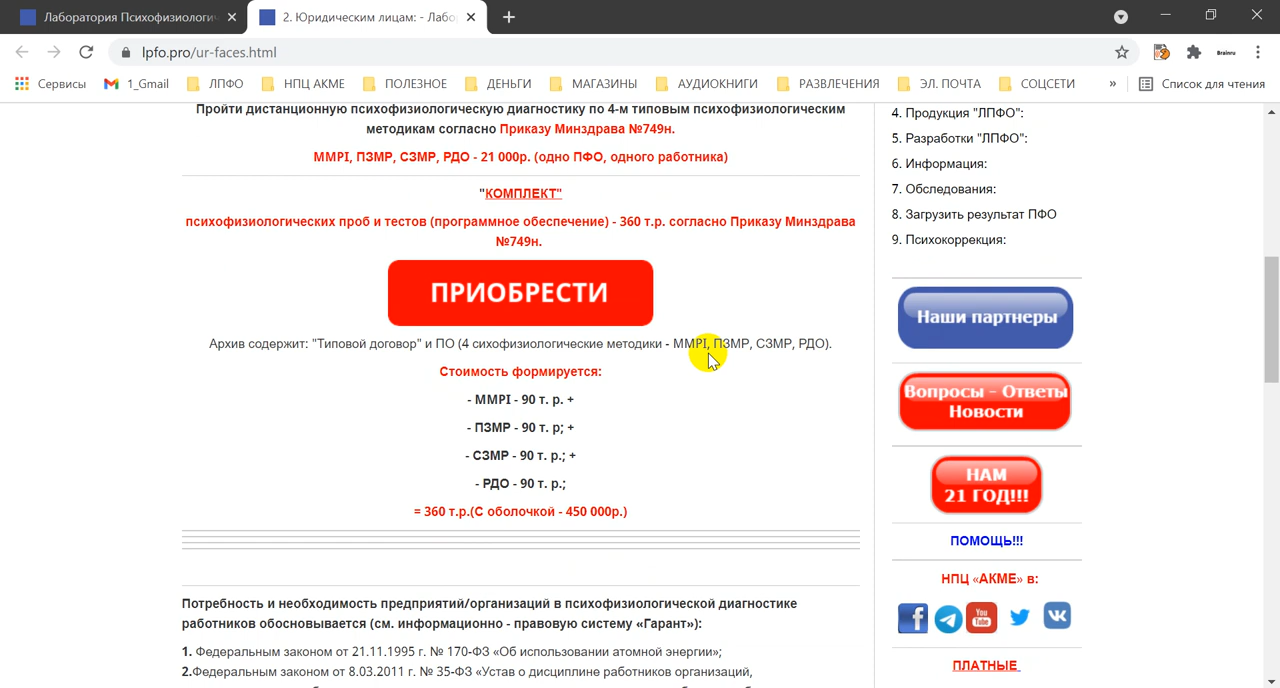 Лаборатория Психофизиологич
2. Юридическим лицам: - Лабо
lpfo.pro/ur-faces.html
Brainru
Сервисы
1_Gmail
ЛПФО
НПЦ АКМЕ
ПОЛЕЗНОЕ
ДЕНЬГИ
МАГАЗИНЫ
АУДИОКНИГИ
РАЗВЛЕЧЕНИЯ
ЭЛ. ПОЧТА
СОЦСЕТИ
»
Список для чтения
Пройти дистанционную психофизиологическую диагностику по 4-м типовым психофизиологическим
методикам согласно Приказу Минздрава №749н.
MMPI, ПЗМР, СЗМР, РДО - 21 000р. (одно ПФО, одного работника)
"КОМПЛЕКТ"
психофизиологических проб и тестов (программное обеспечение) - 360 т.р. согласно Приказу Минздрава
№749н.
ПРИОБРЕСТИ
Архив содержит: "Типовой договор" и ПО (4 сихофизиологические методики - MMPI, ПЗМР, СЗМР, РДО).
Стоимость формируется:
- MMPI - 90 т. р. +
- ПЗМР - 90 т. р; +
- СЗМР - 90 т. р.; +
- РДО - 90 т. р.;
= 360 т.р.(С оболочкой - 450 000р.)
Потребность и необходимость предприятий/организаций в психофизиологической диагностике
работников обосновывается (см. информационно - правовую систему «Гарант»):
1. Федеральным законом от 21.11.1995 г. № 170-ФЗ «Об использовании атомной энергии»;
2.Федеральным законом от 8.03.2011 г. № 35-ФЗ «Устав о дисциплине работников организаций,
4. Продукция "ЛПФО":
5. Разработки "ЛПФО":
6. Информация:
7. Обследования:
8. Загрузить результат ПФО
9. Психокоррекция:
Наши партнеры
Вопросы - Ответы
Новости
НАМ
21 ГОД!!!
ПОМОЩЬ!!!
НПЦ «АКМЕ» в:
You
Tube
ПЛАТНЫЕ